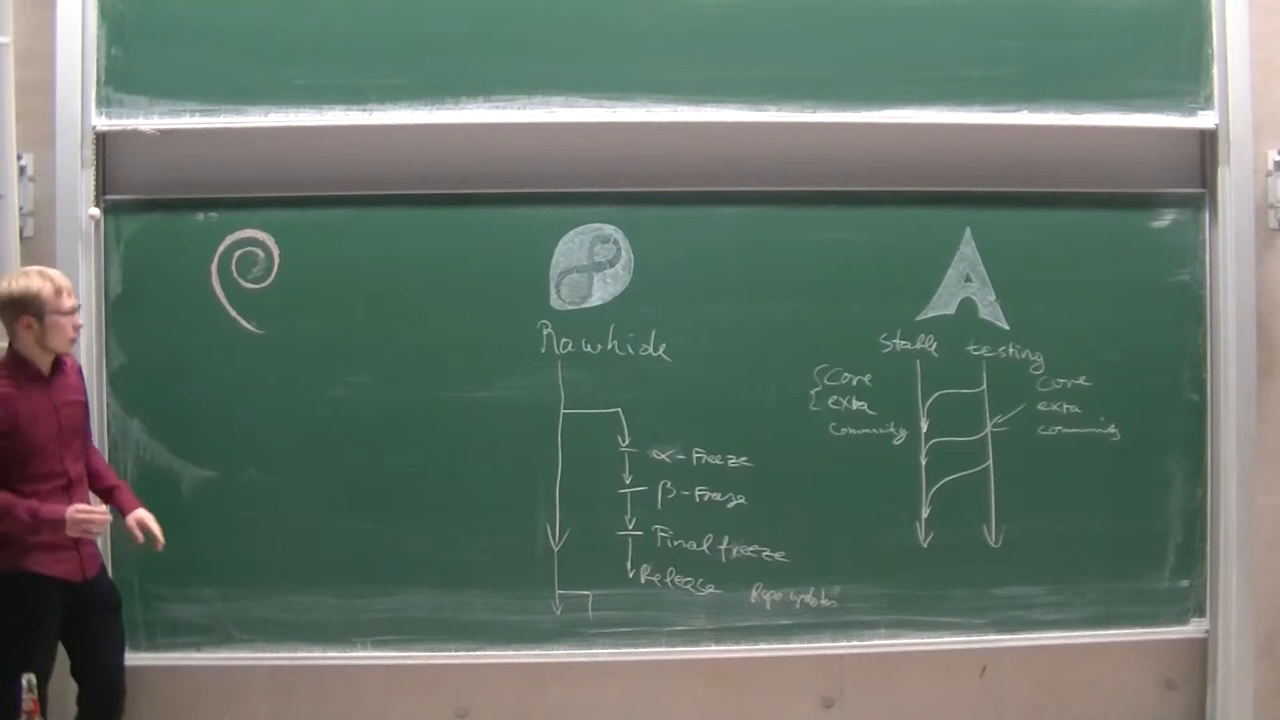 Rawhide
α-Freeze
β-Freeze
Final freeze
Release
Repo updates
stable testing
core
extra
community
core
extra
community